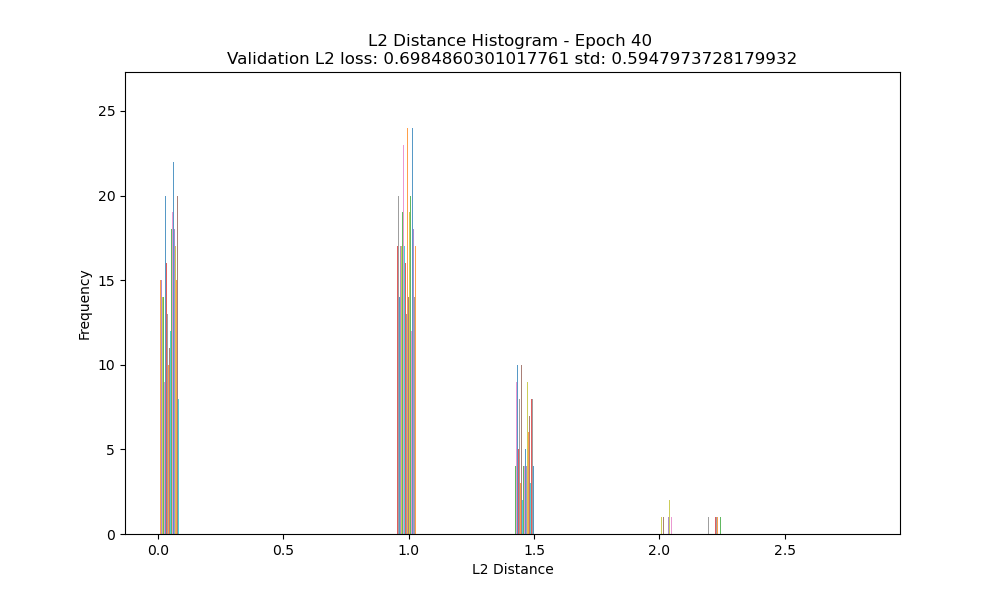 L2 Distance Histogram - Epoch 40
Validation L2 loss: 0.6984860301017761 std: 0.5947973728179932
25
20
15
10
5
0
Frequency
0.0 0.5 1.0 1.5 2.0 2.5
L2 Distance